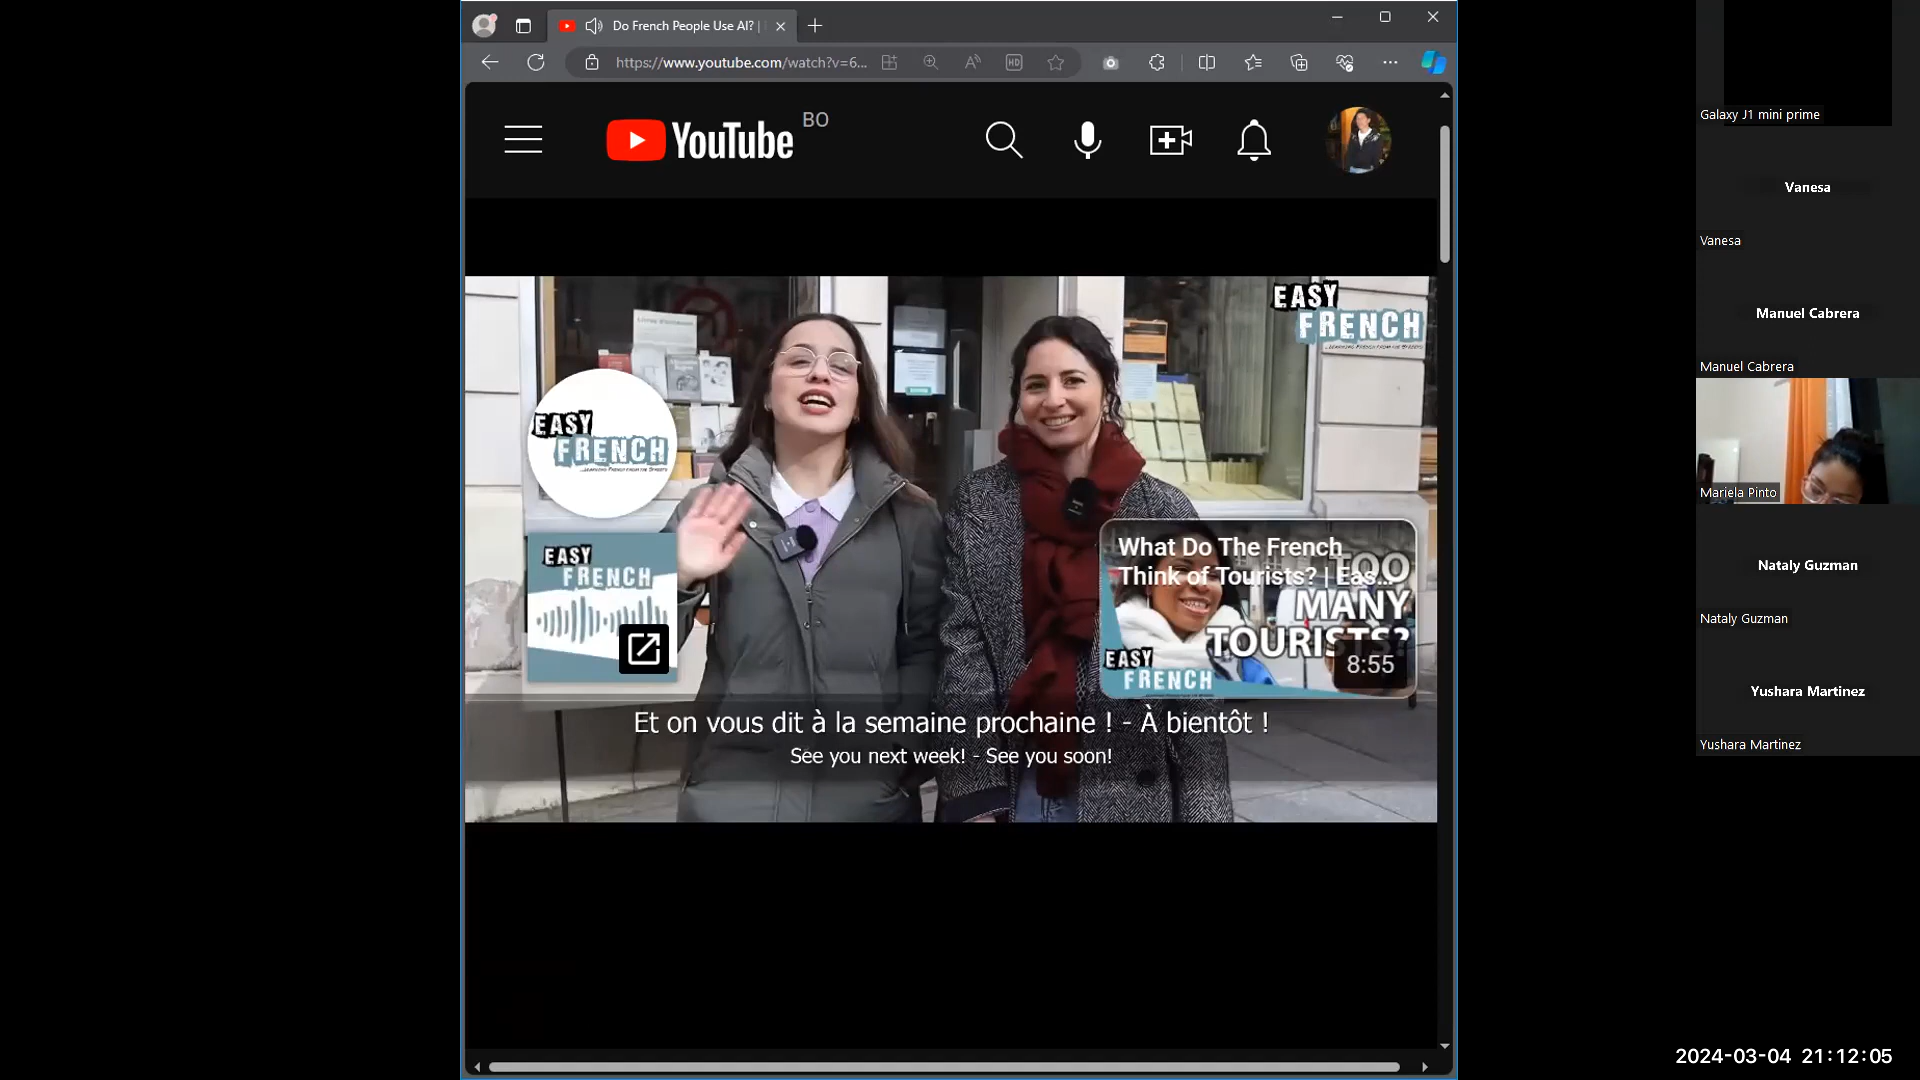 Do French People Use AI? |
https://www.youtube.com/watch?v=6...
HD
YouTube
BO
EASY
FRENCH
EASY
FRENCH
EASY
FRENCH
What Do The French
Think of Tourists? | Eas...
TOO
MANY
TOURISTS?
8:55
EASY
FRENCH
Et on vous dit à la semaine prochaine ! - À bientôt !
See you next week! - See you soon!
Galaxy J1 mini prime
Vanesa
Vanesa
Manuel Cabrera
Manuel Cabrera
Mariela Pinto
Nataly Guzman
Nataly Guzman
Yushara Martinez
Yushara Martinez
2024-03-04 21:12:05